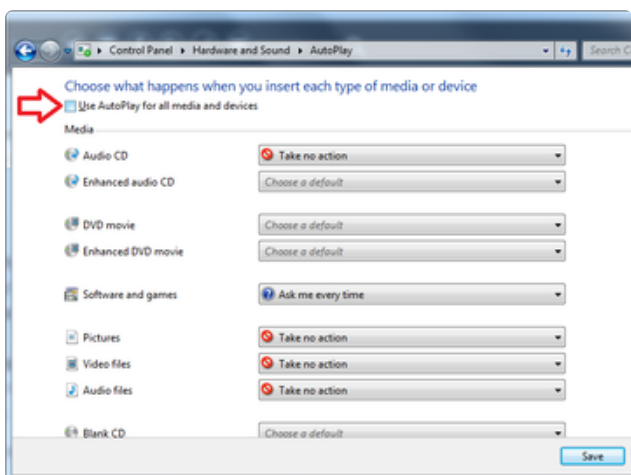 Control Panel ▸ Hardware and Sound ▸ AutoPlay Search C
Choose what happens when you insert each type of media or device
Use AutoPlay for all media and devices
Media
Audio CD Take no action
Enhanced audio CD Choose a default
DVD movie Choose a default
Enhanced DVD movie Choose a default
Software and games Ask me every time
Pictures Take no action
Video files Take no action
Audio files Take no action
Blank CD Choose a default
Save